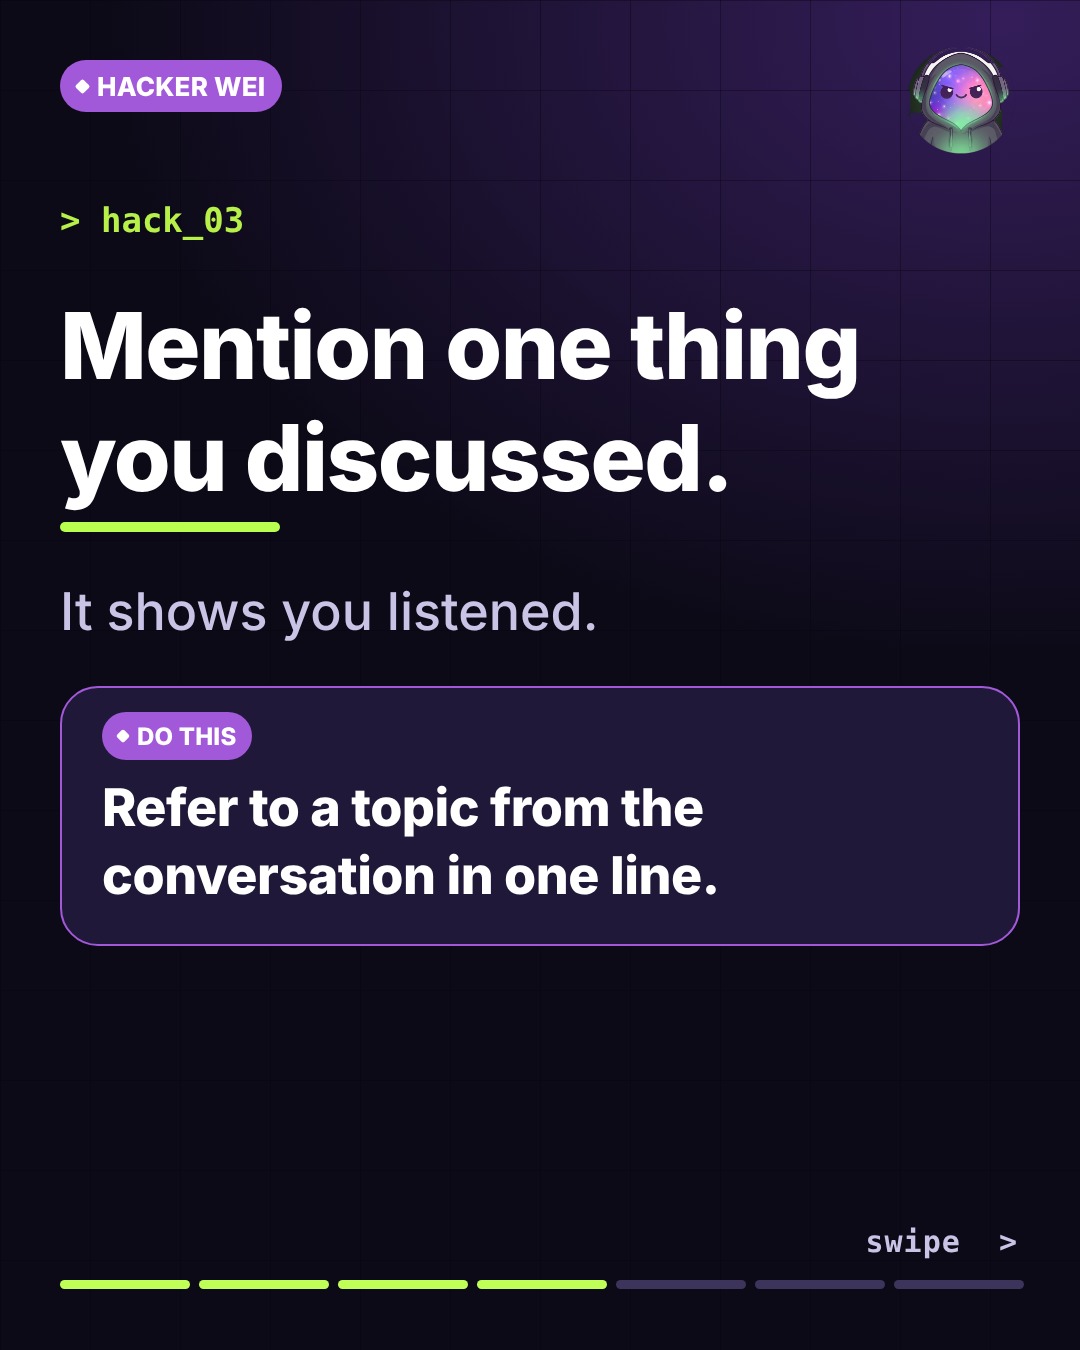 HACKER WEI
> hack_03
Mention one thing
you discussed.
It shows you listened.
DO THIS
Refer to a topic from the
conversation in one line.
swipe >